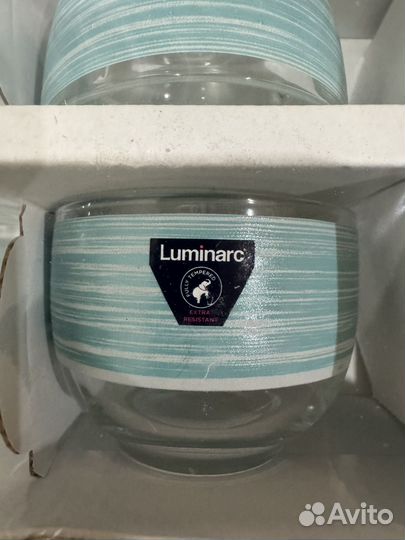 Luminarc
FULLY TEMPERED
EXTRA
RESISTANT
Avito